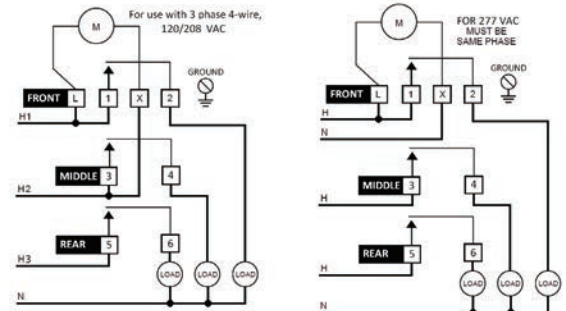 M
For use with 3 phase 4-wire,
120/208 VAC
GROUND
FRONT L 1 X 2
H1
MIDDLE 3 4
H2
REAR 5 6
H3
LOAD LOAD LOAD
N
M
FOR 277 VAC
MUST BE
SAME PHASE
GROUND
FRONT L 1 X 2
H
N
MIDDLE 3 4
H
REAR 5 6
H
LOAD LOAD LOAD
N